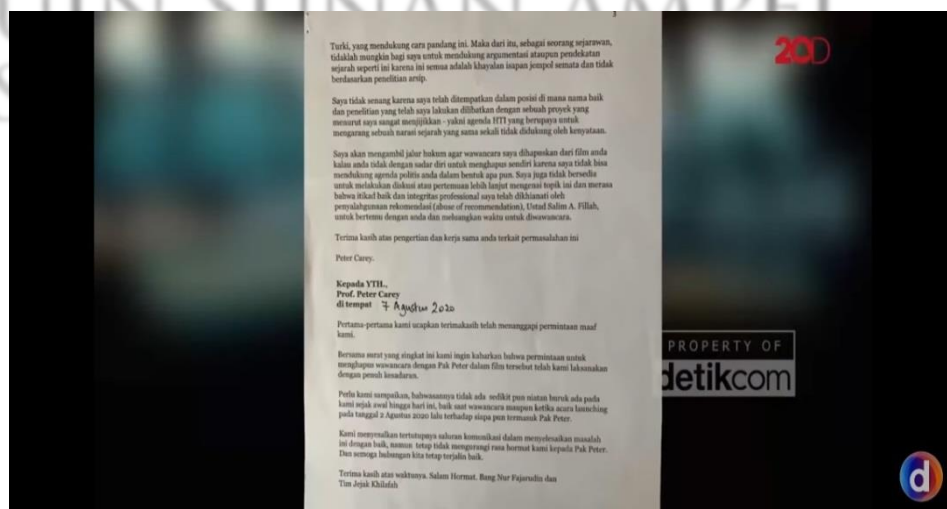 UIN SUNAN AMPEL
S
3
20D
Turki, yang mendukung cara pandang ini. Maka dari itu, sebagai seorang sejarawan,
tidaklah mungkin bagi saya untuk mendukung argumentasi ataupun pendekatan
sejarah seperti ini karena ini semua adalah khayalan isapan jompol semata dan tidak
berdasarkan penelitian arsip.
Saya tidak senang karena saya telah ditempatkan dalam posisi di mana nama baik
dan penelitian yang telah saya lakukan dilibatkan dengan sebuah proyek yang
menurut saya sangat menjijikkan - yakni agenda HTI yang berupaya untuk
mengarang sebuah narasi sejarah yang sama sekali tidak didukung oleh kenyataan.
Saya akan mengambil jalur hukum agar wawancara saya dihapuskan dari film anda
kalau anda tidak dengan sadar diri untuk menghapus sendiri karena saya tidak bisa
mendukung agenda politis anda dalam bentuk apa pun. Saya juga tidak bersedia
untuk melakukan diskusi atau pertemuan lebih lanjut mengenai topik ini dan merasa
bahwa itikad baik dan integritas professional saya telah dikhianati oleh
penyalahgunaan rekomendasi (abuse of recommendation), Ustad Salim A. Fillah,
untuk bertemu dengan anda dan meluangkan waktu untuk diwawancara.
Terima kasih atas pengertian dan kerja sama anda terkait permasalahan ini
Peter Carey.
Kepada YTH.,
Prof. Peter Carey
di tempat 7 Agustus 2020
Pertama-pertama kami ucapkan terimakasih telah menanggapi permintaan maaf
kami.
Bersama surat yang singkat ini kami ingin kabarkan bahwa permintaan untuk
menghapus wawancara dengan Pak Peter dalam film tersebut telah kami laksanakan
dengan penuh kesadaran.
Perlu kami sampaikan, bahwasannya tidak ada sedikit pun niatan buruk ada pada
kami sejak awal hingga hari ini, baik saat wawancara maupun ketika acara launching
pada tanggal 2 Agustus 2020 lalu terhadap siapa pun termasuk Pak Peter.
Kami menyesalkan tertutupnya saluran komunikasi dalam menyelesaikan masalah
ini dengan baik, namun tetap tidak mengurangi rasa hormat kami kepada Pak Peter.
Dan semoga hubungan kita tetap terjalin baik.
Terima kasih atas waktunya. Salam Hormat. Bang Nur Fajarudin dan
Tim Jejak Khilafah
PROPERTY OF
detikcom
d